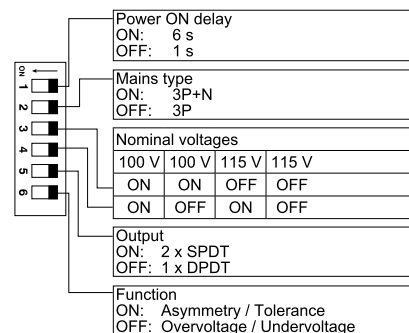 Power ON delay
ON: 6 s
OFF: 1 s
Mains type
ON: 3P+N
OFF: 3P
Nominal voltages
100 V 100 V 115 V 115 V
ON ON OFF OFF
ON OFF ON OFF
Output
ON: 2 x SPDT
OFF: 1 x DPDT
Function
ON: Asymmetry / Tolerance
OFF: Overvoltage / Undervoltage
ON
1
2
3
4
5
6